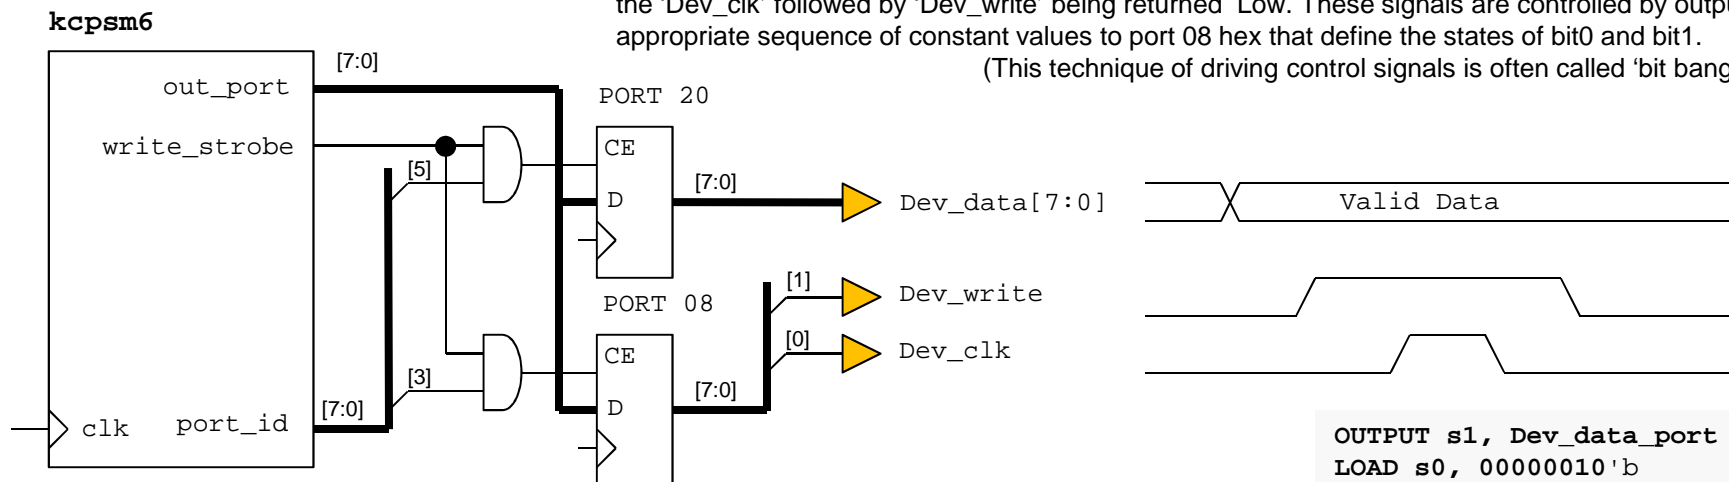 the 'Dev_clk' followed by 'Dev_write' being returned 'Low. These signals are controlled by
appropriate sequence of constant values to port 08 hex that define the states of bit0 and bit1.
(This technique of driving control signals is often called 'bit
kcpsm6
[7:0]
out_port
PORT 20
write_strobe
CE
[5]
[7:0]
D
Dev_data[7:0]
Valid Data
[1]
Dev_write
PORT 08
[0]
Dev_clk
CE
[3]
[7:0]
D
[7:0]
clk
port_id
OUTPUT s1, Dev_data_port
LOAD s0, 00000010'b